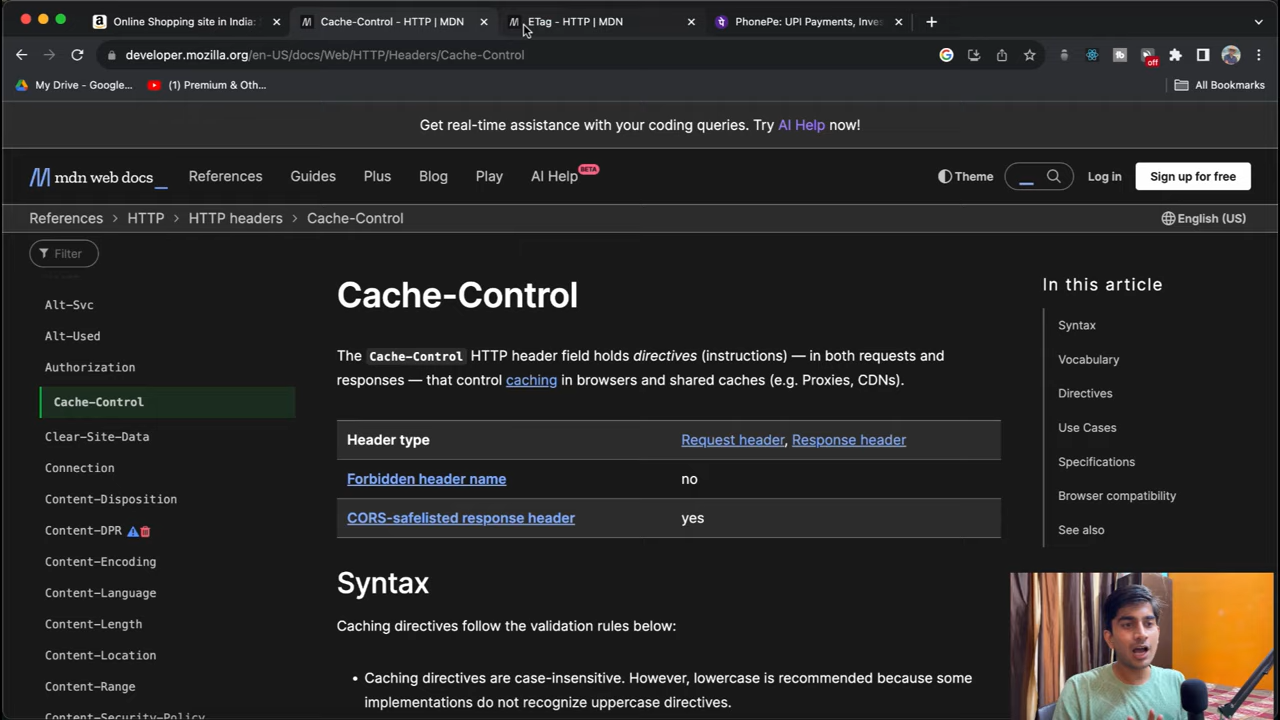 Online Shopping site in India:
Cache-Control - HTTP | MDN
ETag - HTTP | MDN
PhonePe: UPI Payments, Inves
developer.mozilla.org/en-US/docs/Web/HTTP/Headers/Cache-Control
off
My Drive - Google...
(1) Premium & Oth...
All Bookmarks
Get real-time assistance with your coding queries. Try AI Help now!
mdn web docs_
References
Guides
Plus
Blog
Play
AI Help
BETA
Theme
Log in
Sign up for free
References > HTTP > HTTP headers > Cache-Control
English (US)
Filter
Alt-Svc
Alt-Used
Authorization
Cache-Control
Clear-Site-Data
Connection
Content-Disposition
Content-DPR
Content-Encoding
Content-Language
Content-Length
Content-Location
Content-Range
Content-Security-Policy
Cache-Control
The Cache-Control HTTP header field holds directives (instructions) — in both requests and
responses — that control caching in browsers and shared caches (e.g. Proxies, CDNs).
Header type Request header, Response header
Forbidden header name no
CORS-safelisted response header yes
Syntax
Caching directives follow the validation rules below:
• Caching directives are case-insensitive. However, lowercase is recommended because some
implementations do not recognize uppercase directives.
In this article
Syntax
Vocabulary
Directives
Use Cases
Specifications
Browser compatibility
See also